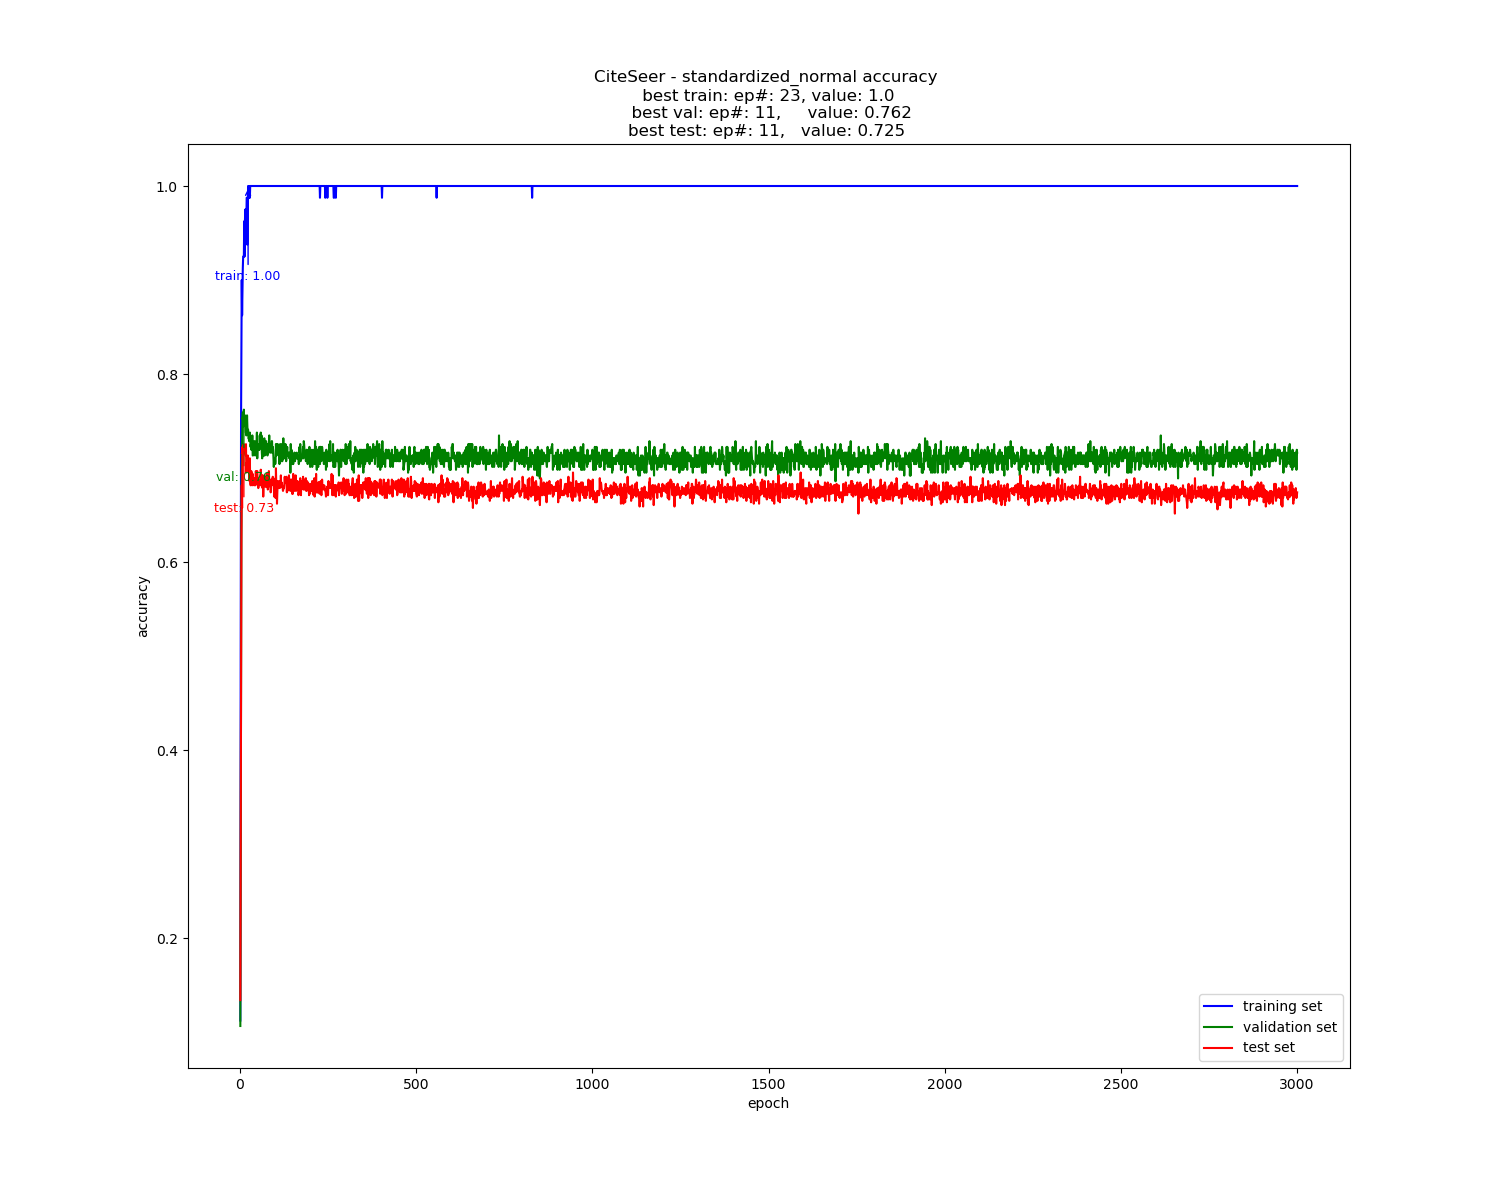 CiteSeer - standardized_normal accuracy
best train: ep#: 23, value: 1.0
best val: ep#: 11, value: 0.762
best test: ep#: 11, value: 0.725
1.0
0.8
0.6
0.4
0.2
accuracy
train: 1.00
val:
test: 0.73
training set
validation set
test set
0 500 1000 1500 2000 2500 3000
epoch